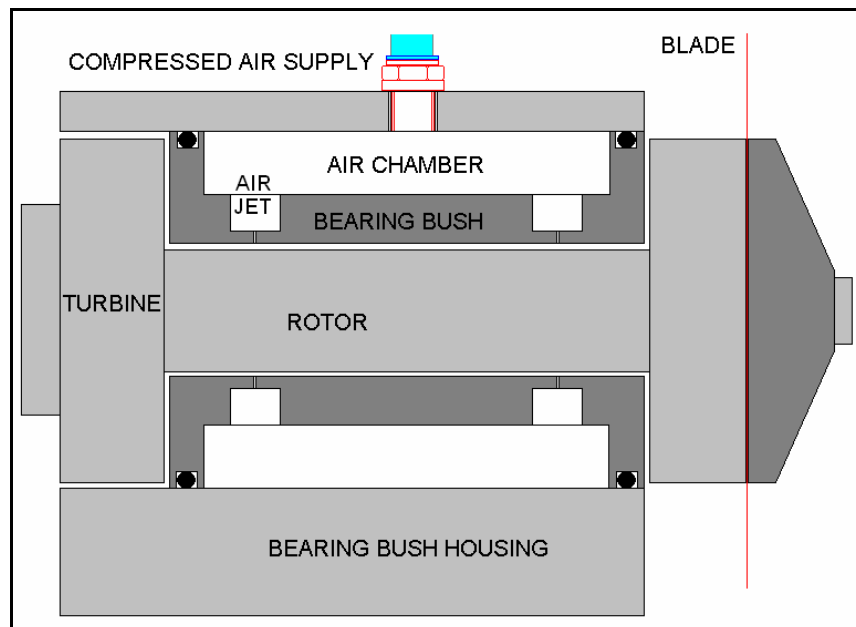 BLADE
COMPRESSED AIR SUPPLY
AIR CHAMBER
AIR
JET
BEARING BUSH
TURBINE
ROTOR
BEARING BUSH HOUSING